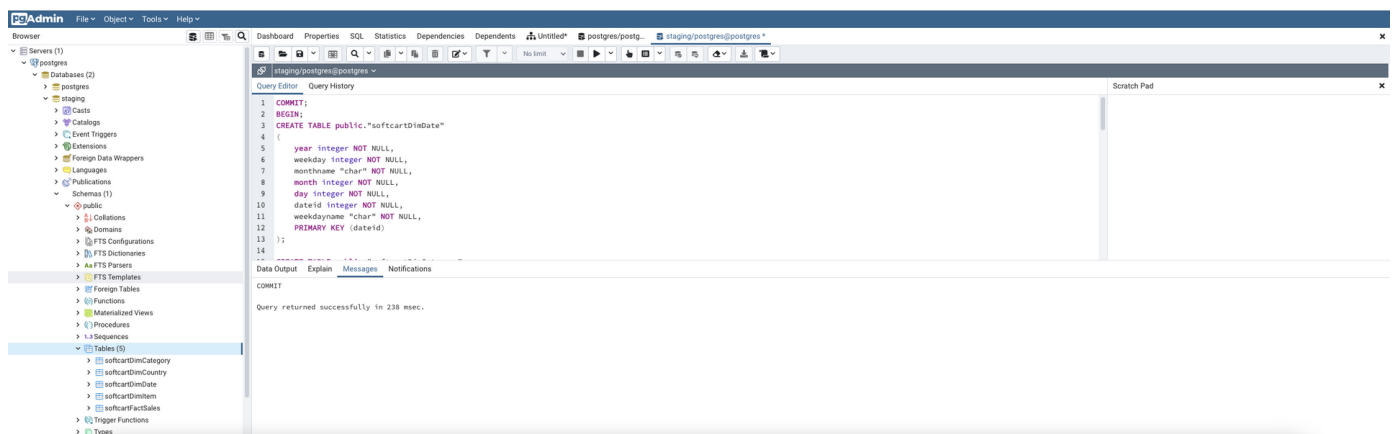 pgAdmin File Object Tools Help
Browser
Dashboard Properties SQL Statistics Dependencies Dependents Untitled* postgres/postg... staging/postgres@postgres *
Servers (1)
postgres
Databases (2)
postgres
staging
Casts
Catalogs
Event Triggers
Extensions
Foreign Data Wrappers
Languages
Publications
Schemas (1)
public
Collations
Domains
FTS Configurations
FTS Dictionaries
FTS Parsers
FTS Templates
Foreign Tables
Functions
Materialized Views
Procedures
Sequences
Tables (5)
softcartDimCategory
softcartDimCountry
softcartDimDate
softcartDimItem
softcartFactSales
Trigger Functions
Types
No limit
staging/postgres@postgres
Query Editor Query History
Scratch Pad
1 COMMIT;
2 BEGIN;
3 CREATE TABLE public."softcartDimDate"
4 (
5 year integer NOT NULL,
6 weekday integer NOT NULL,
7 monthname "char" NOT NULL,
8 month integer NOT NULL,
9 day integer NOT NULL,
10 dateid integer NOT NULL,
11 weekdayname "char" NOT NULL,
12 PRIMARY KEY (dateid)
13 );
14
Data Output Explain Messages Notifications
COMMIT
Query returned successfully in 238 msec.